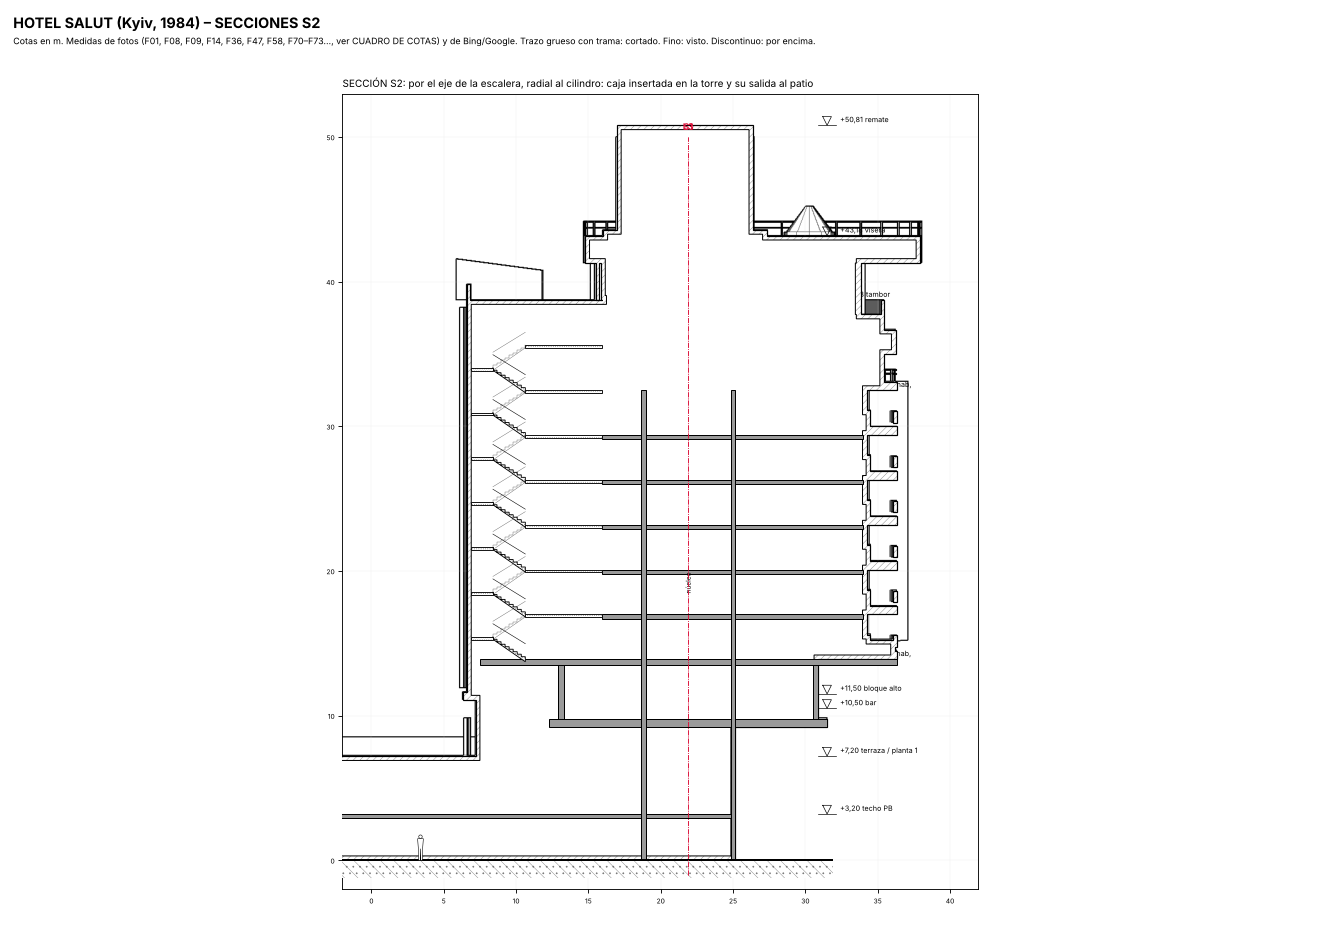 HOTEL SALUT (Kyiv, 1984) – SECCIONES S2
Cotas en m. Medidas de fotos (F01, F08, F09, F14, F36, F47, F58, F70–F73..., ver CUADRO DE COTAS) y de Bing/Google. Trazo grueso con trama: cortado. Fino: visto. Discontinuo: por encima.
SECCIÓN S2: por el eje de la escalera, radial al cilindro: caja insertada en la torre y su salida al patio
+50,81 remate
50
tambor
40
hab,
30
núcleo
20
hab,
+11,50 bloque alto
+10,50 bar
10
+7,20 terraza / planta 1
+3,20 techo PB
0
0 5 10 15 20 25 30 35 40